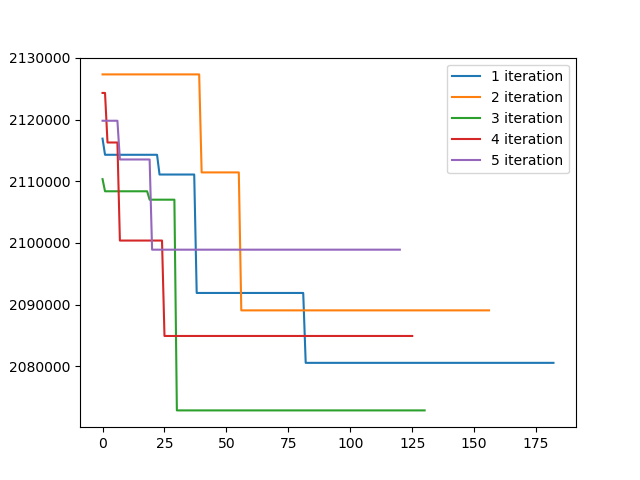 2130000
2120000
2110000
2100000
2090000
2080000
0 25 50 75 100 125 150 175
1 iteration
2 iteration
3 iteration
4 iteration
5 iteration